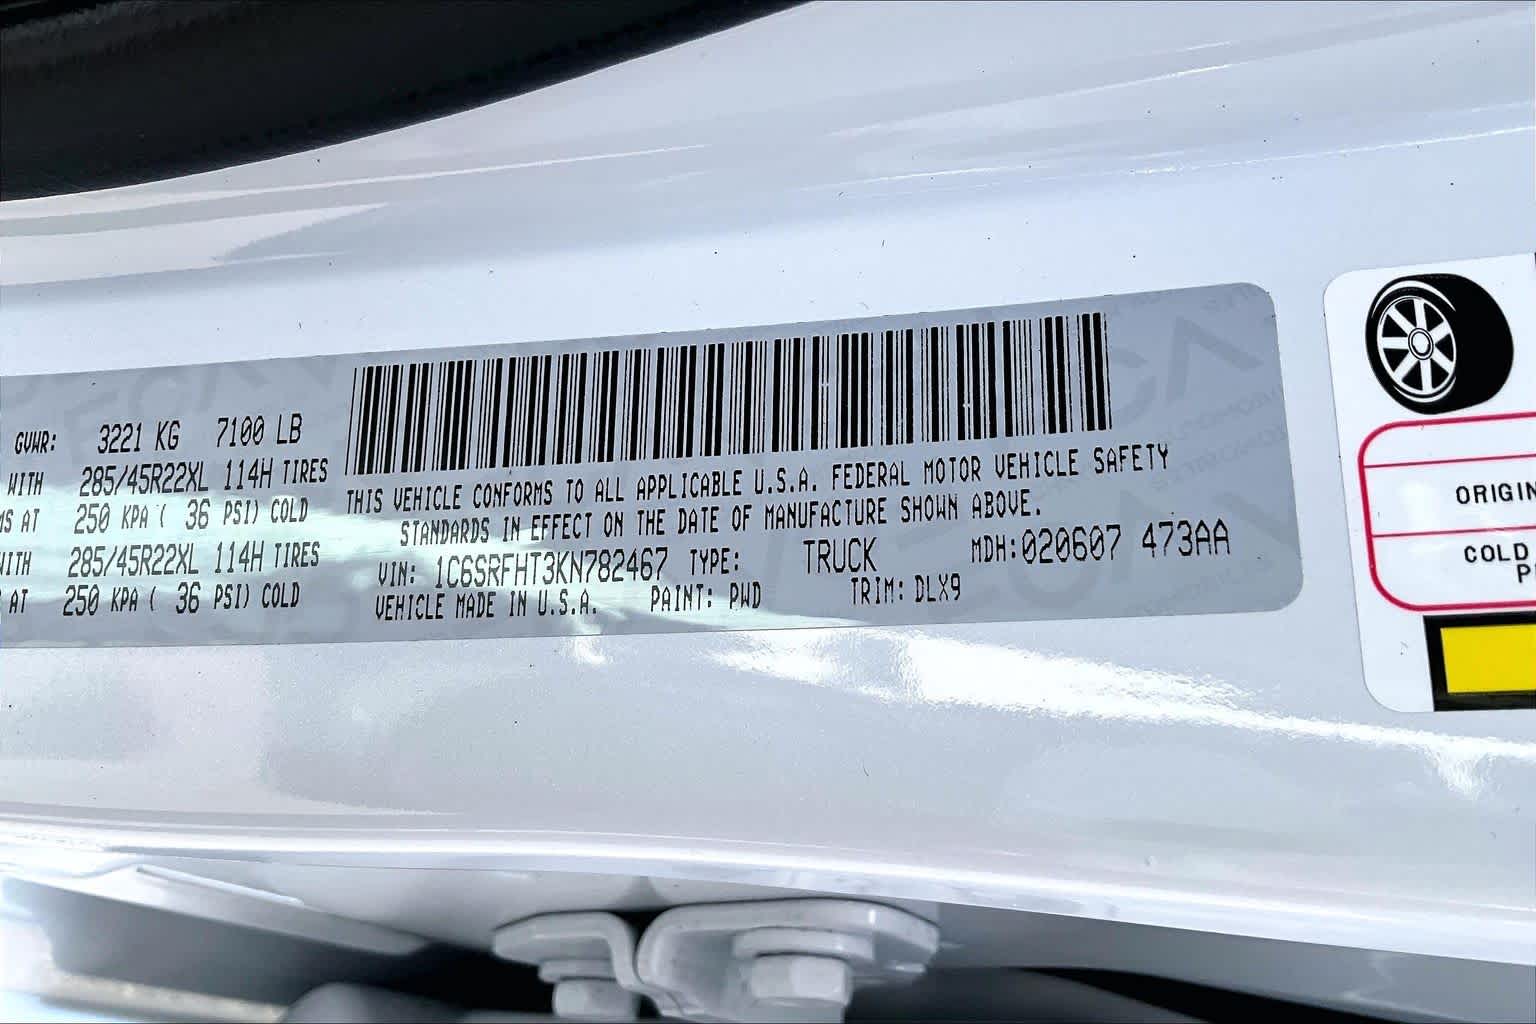 GVWR: 3221 KG 7100 LB
WITH 285/45R22XL 114H TIRES
MS AT 250 KPA ( 36 PSI) COLD
WITH 285/45R22XL 114H TIRES
AT 250 KPA ( 36 PSI) COLD
THIS VEHICLE CONFORMS TO ALL APPLICABLE U.S.A. FEDERAL MOTOR VEHICLE SAFETY
STANDARDS IN EFFECT ON THE DATE OF MANUFACTURE SHOWN ABOVE.
VIN: 1C6SRFHT3KN782467 TYPE: TRUCK MDH:020607 473AA
VEHICLE MADE IN U.S.A. PAINT: PWD TRIM: DLX9
ORIGIN
COLD
P